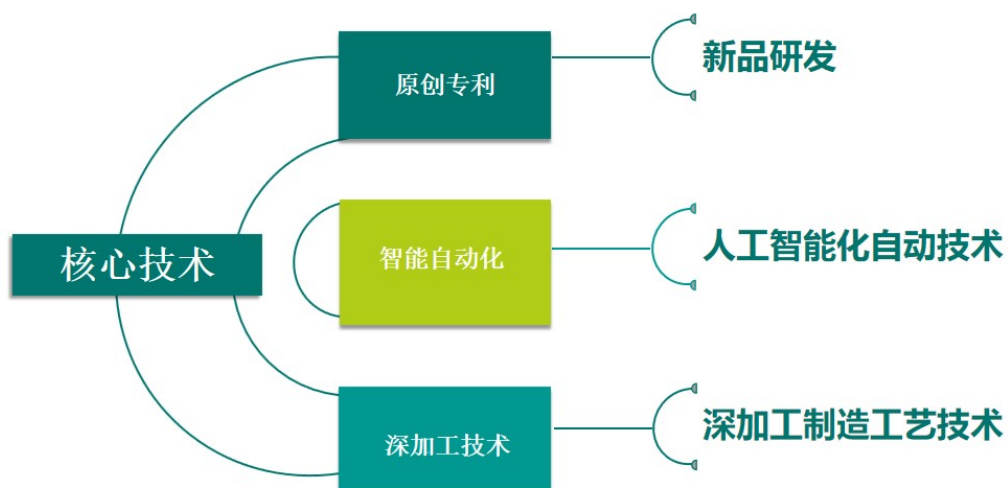 原创专利
新品研发
核心技术
智能自动化
人工智能化自动技术
深加工技术
深加工制造工艺技术